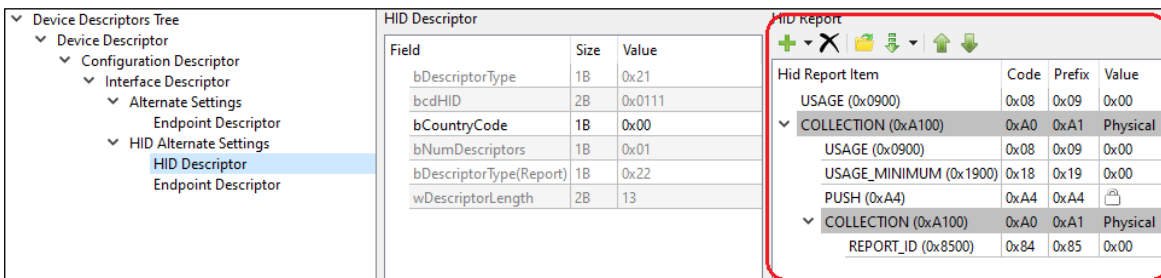 Device Descriptors Tree
Device Descriptor
Configuration Descriptor
Interface Descriptor
Alternate Settings
Endpoint Descriptor
HID Alternate Settings
HID Descriptor
Endpoint Descriptor
HID Descriptor
Field Size Value
bDescriptorType 1B 0x21
bcdHID 2B 0x0111
bCountryCode 1B 0x00
bNumDescriptors 1B 0x01
bDescriptorType(Report) 1B 0x22
wDescriptorLength 2B 13
HID Report
Hid Report Item Code Prefix Value
USAGE (0x0900) 0x08 0x09 0x00
COLLECTION (0xA100) 0xA0 0xA1 Physical
USAGE (0x0900) 0x08 0x09 0x00
USAGE_MINIMUM (0x1900) 0x18 0x19 0x00
PUSH (0xA4) 0xA4 0xA4
COLLECTION (0xA100) 0xA0 0xA1 Physical
REPORT_ID (0x8500) 0x84 0x85 0x00